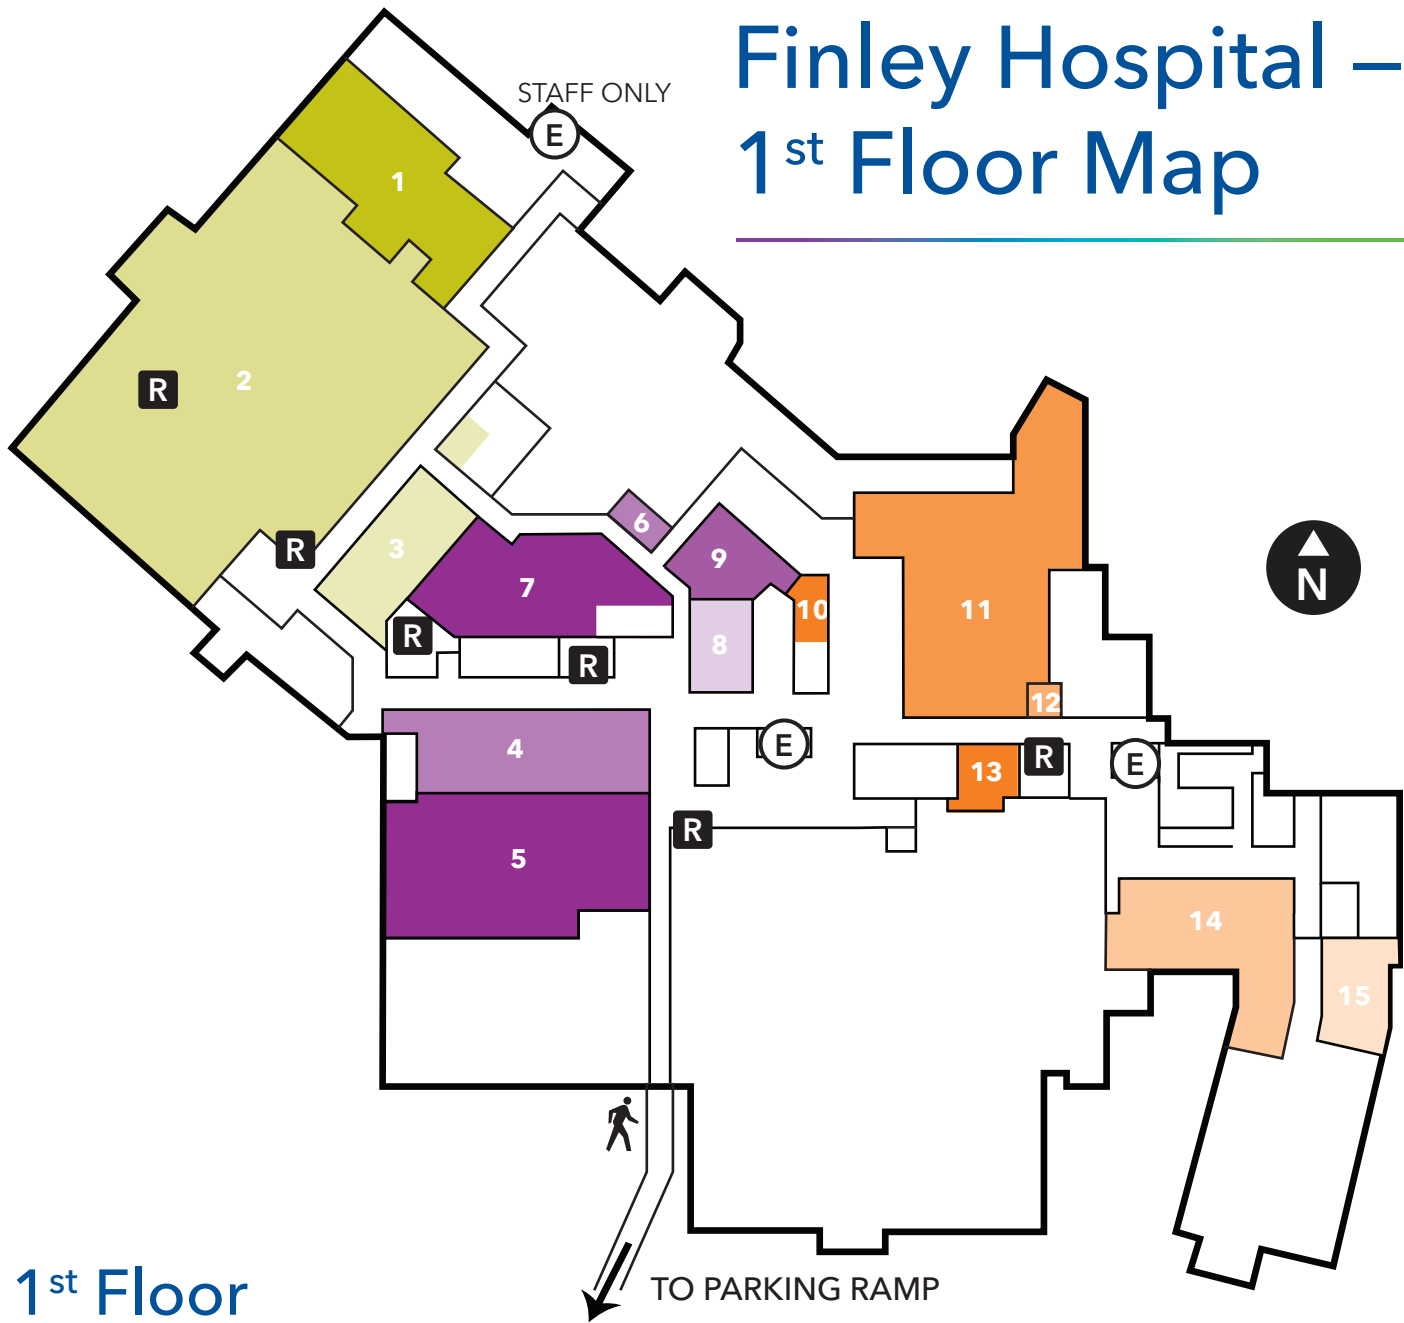 Finley Hospital –
1st Floor Map
STAFF ONLY
E
1
2
R
R
3
6
9
7
10
11
N
R
8
R
12
4
E
13
R
E
R
5
14
15
TO PARKING RAMP
1st Floor